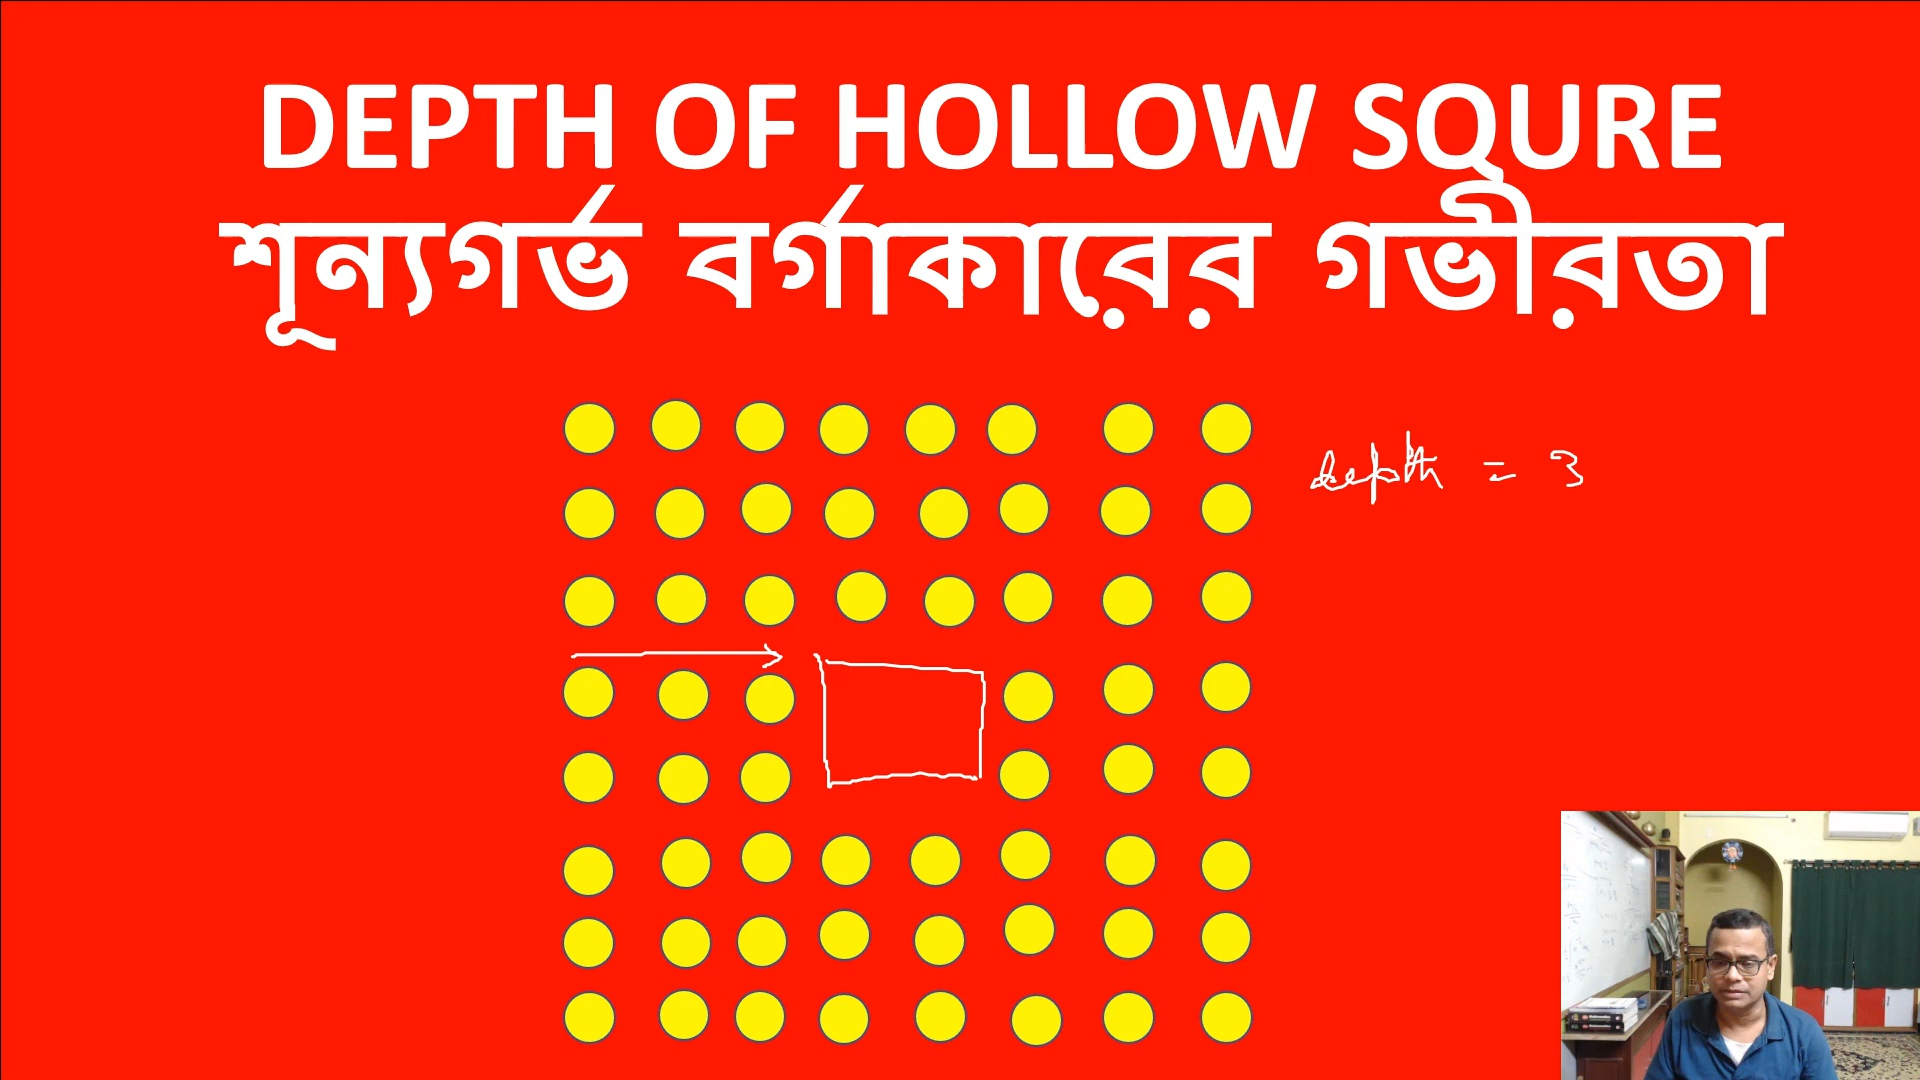 DEPTH OF HOLLOW SQURE
শূন্যগর্ভ বর্গাকারের গভীরতা
depth = 3